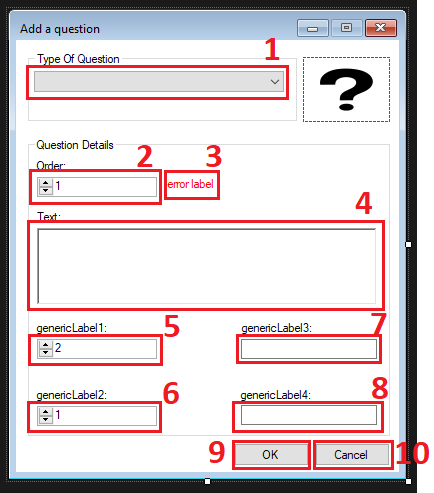 Add a question
Type Of Question
1
?
Question Details
Order:
2
3
1
error label
Text:
4
genericLabel1:
5
genericLabel3:
7
2
genericLabel2:
6
genericLabel4:
8
1
9
OK
Cancel
10